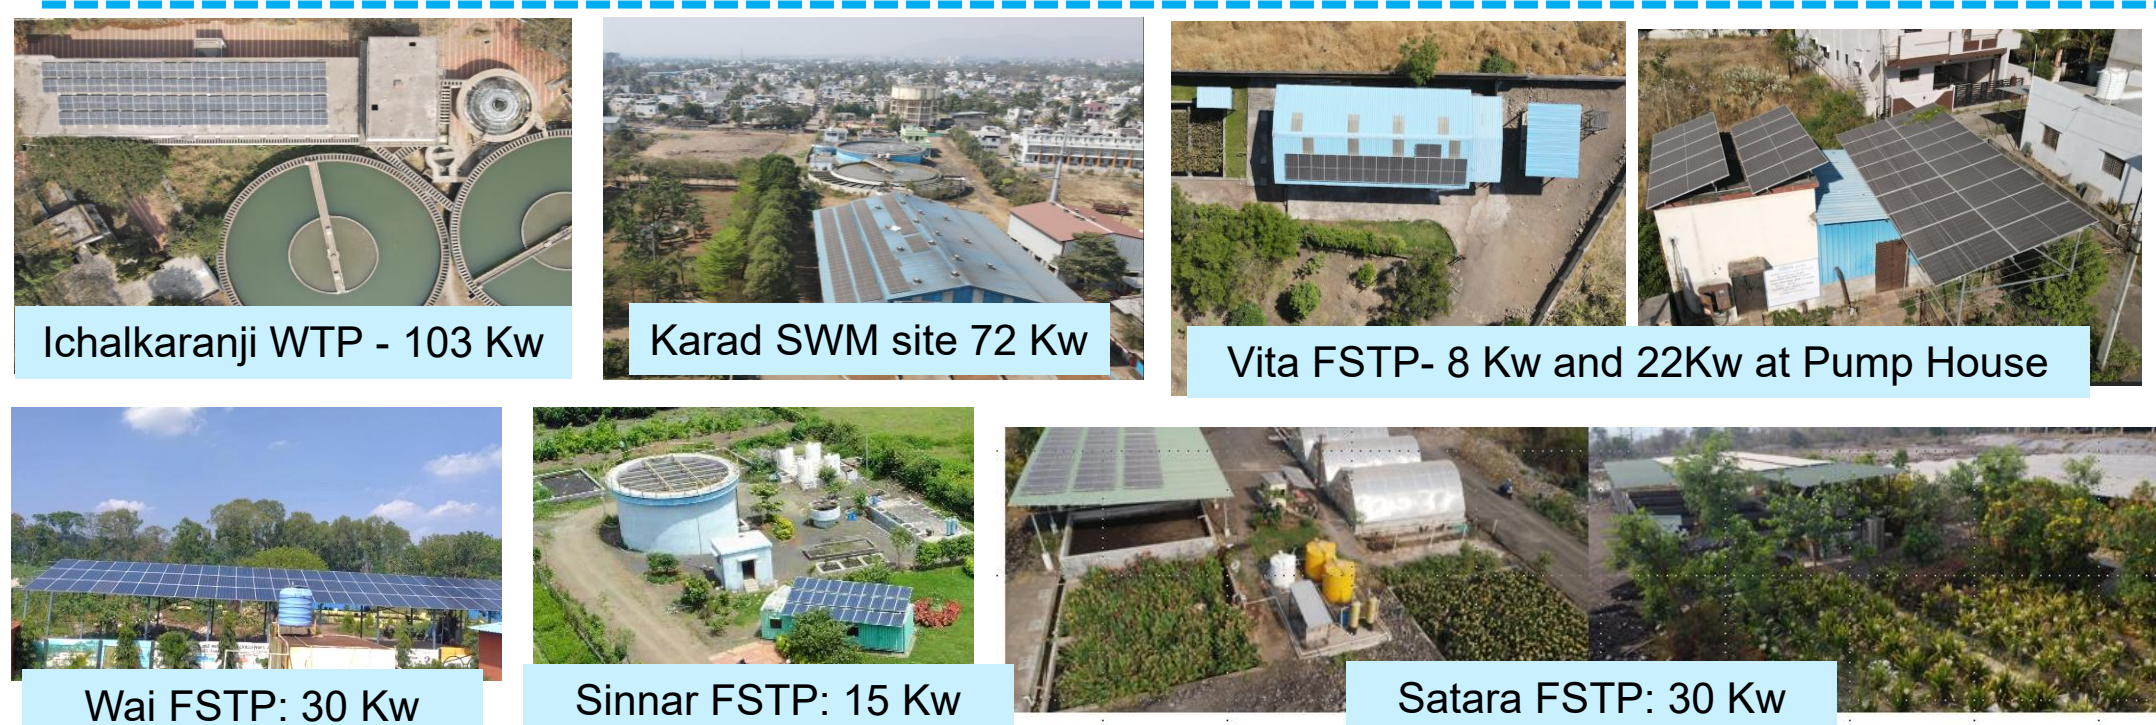 Ichalkaranji WTP - 103 Kw
Karad SWM site 72 Kw
Vita FSTP- 8 Kw and 22Kw at Pump House
Wai FSTP: 30 Kw
Sinnar FSTP: 15 Kw
Satara FSTP: 30 Kw